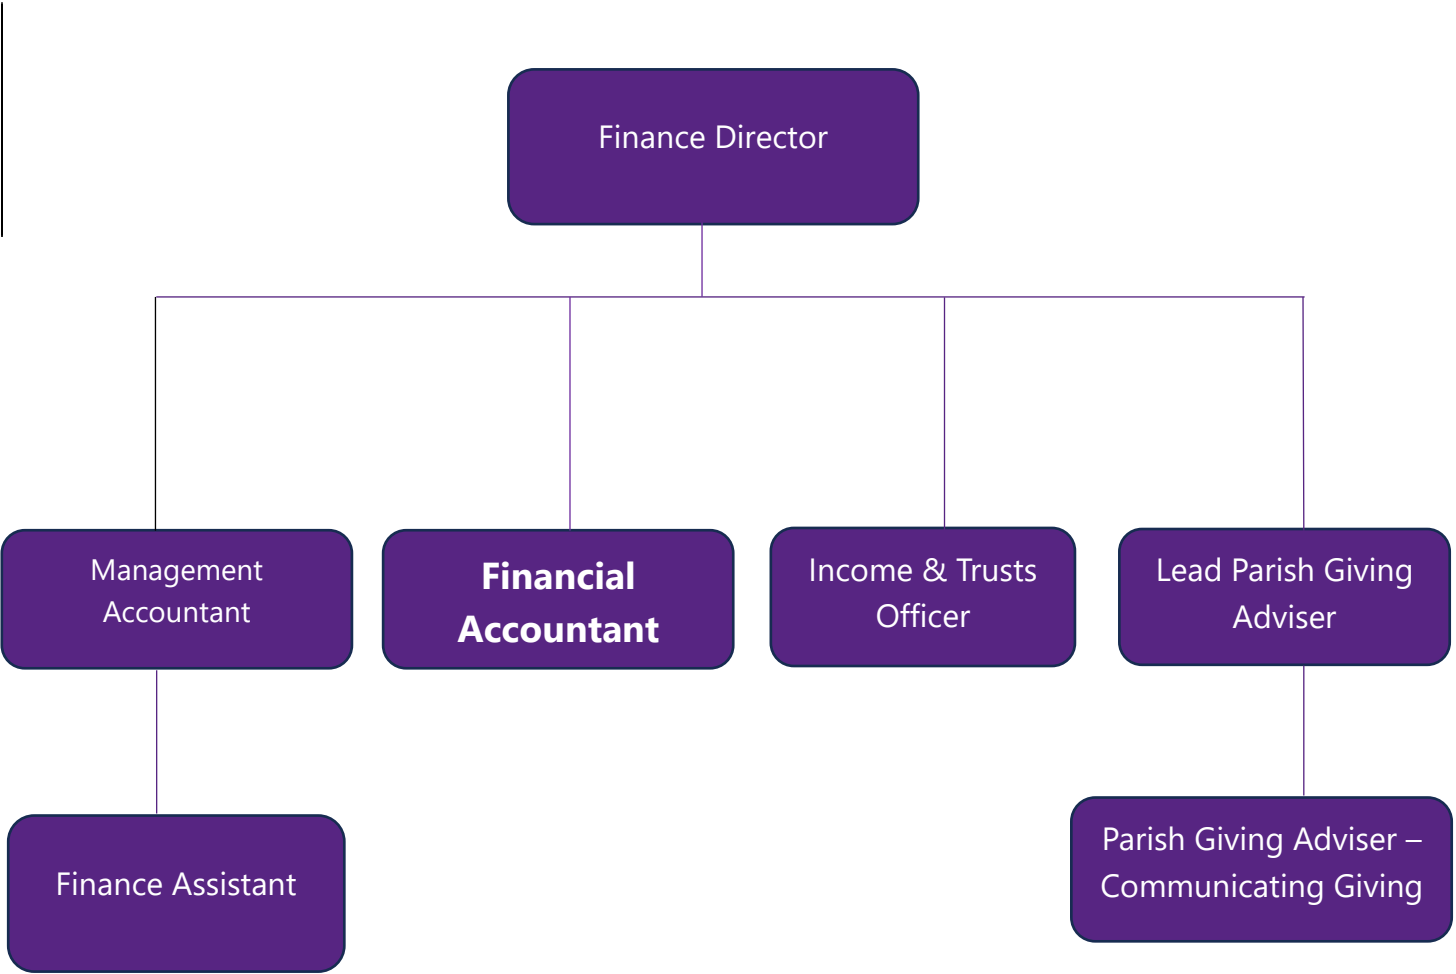 Finance Director
Management
Accountant
Financial
Accountant
Income & Trusts
Officer
Lead Parish Giving
Adviser
Finance Assistant
Parish Giving Adviser –
Communicating Giving